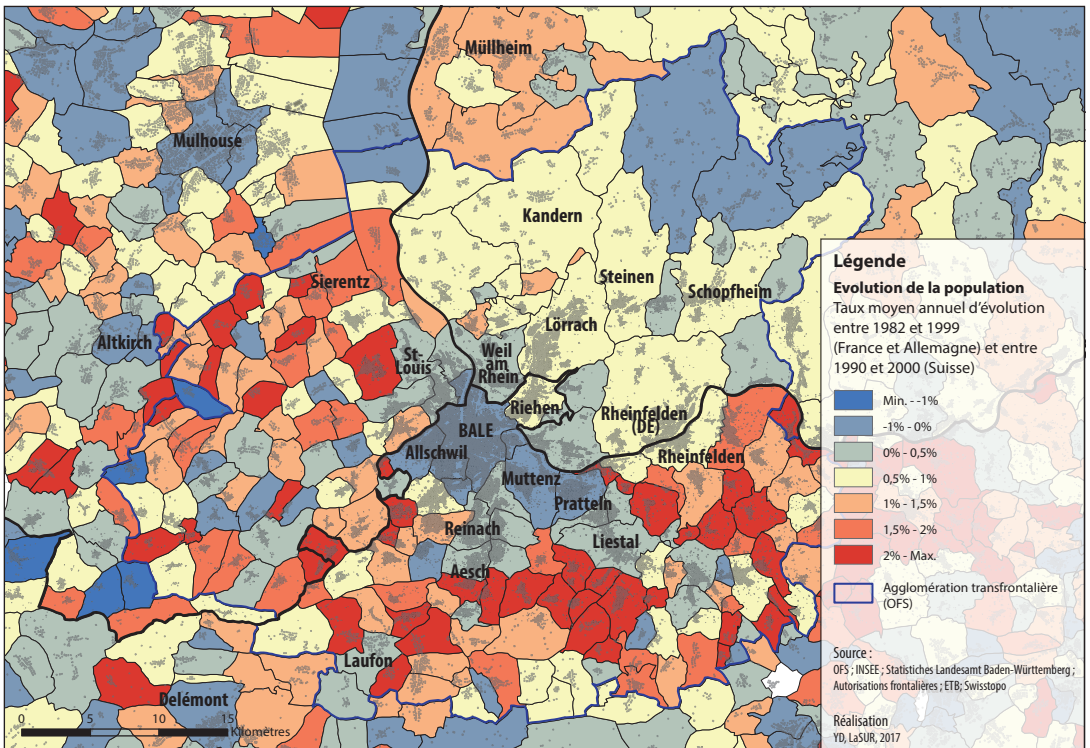 Müllheim
Mulhouse
Kandern
Steinen
Sierentz
Schopfheim
Lörrach
Altkirch
St-
Louis
Weil
am
Rhein
Riehen
Rheinfelden
(DE)
BALE
Allschwil
Rheinfelden
Muttenz
Pratteln
Reinach
Liestal
Aesch
Laufon
Delémont
0 5 10 15
Kilomètres
Légende
Evolution de la population
Taux moyen annuel d'évolution
entre 1982 et 1999
(France et Allemagne) et entre
1990 et 2000 (Suisse)
Min. - -1%
-1% - 0%
0% - 0,5%
0,5% - 1%
1% - 1,5%
1,5% - 2%
2% - Max.
Agglomération transfrontalière
(OFS)
Source :
OFS ; INSEE ; Statistiches Landesamt Baden-Württemberg ;
Autorisations frontalières ; ETB; Swisstopo
Réalisation
YD, LaSUR, 2017